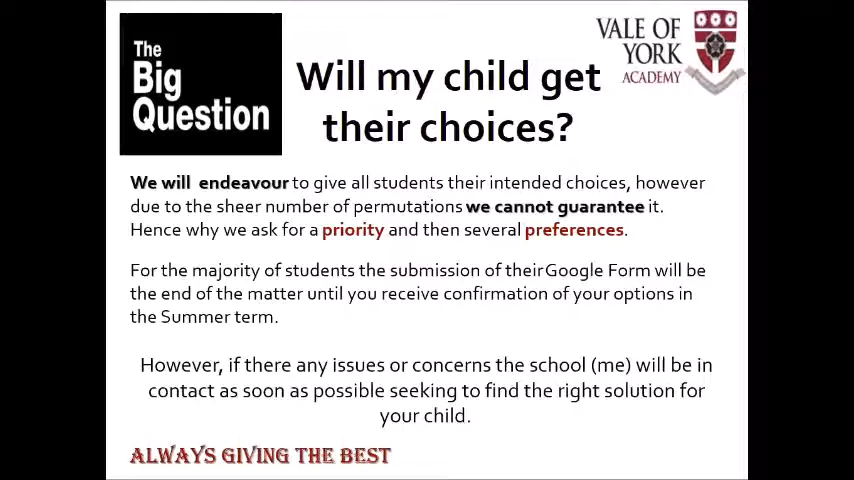 The
Big
Question
Will my child get
their choices?
VALE OF
YORK
ACADEMY
We will endeavour to give all students their intended choices, however
due to the sheer number of permutations we cannot guarantee it.
Hence why we ask for a priority and then several preferences.
For the majority of students the submission of their Google Form will be
the end of the matter until you receive confirmation of your options in
the Summer term.
However, if there any issues or concerns the school (me) will be in
contact as soon as possible seeking to find the right solution for
your child.
ALWAYS GIVING THE BEST